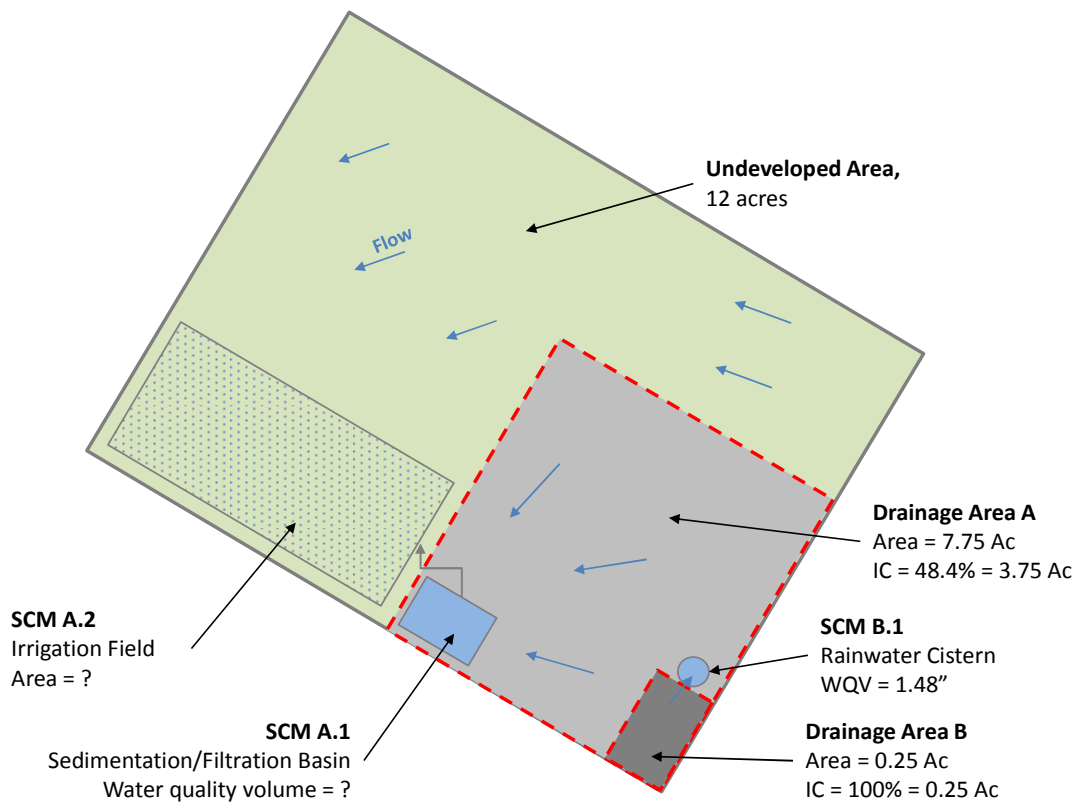 Undeveloped Area,
12 acres
Flow
Drainage Area A
Area = 7.75 Ac
IC = 48.4% = 3.75 Ac
SCM A.2
Irrigation Field
Area = ?
SCM B.1
Rainwater Cistern
WQV = 1.48”
SCM A.1
Sedimentation/Filtration Basin
Water quality volume = ?
Drainage Area B
Area = 0.25 Ac
IC = 100% = 0.25 Ac